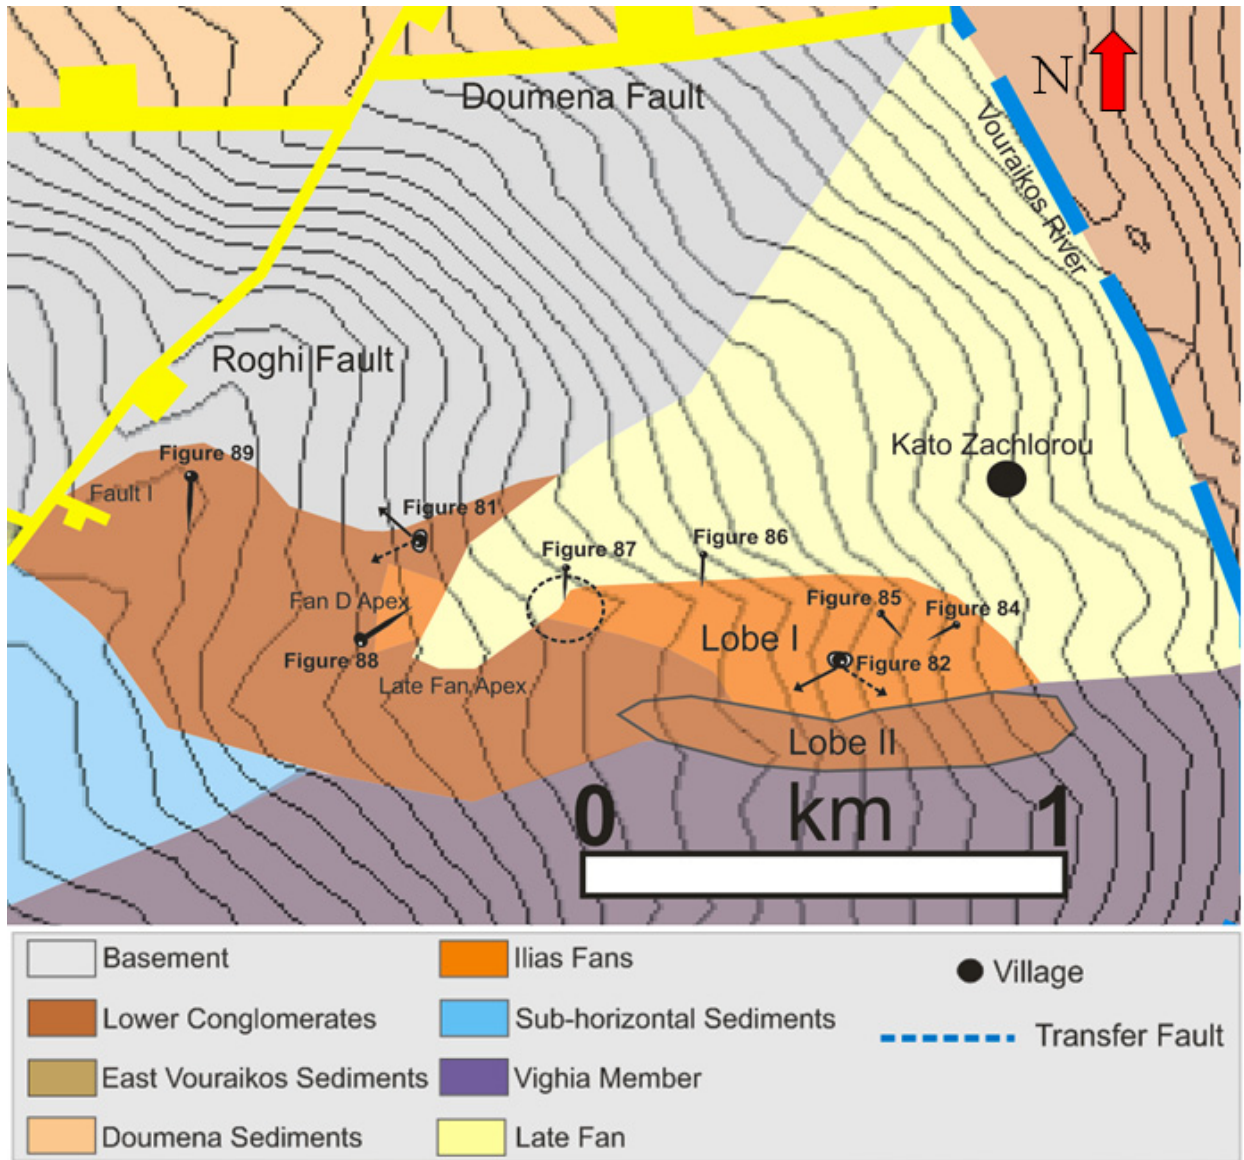 N
Doumena Fault
Vouraikos River
Roghi Fault
Kato Zachlorou
Figure 89
Fault I
Figure 81
Figure 87
Figure 86
Fan D Apex
Figure 85
Figure 84
Lobe I
Figure 88
Figure 82
Late Fan Apex
Lobe II
0 km 1
Basement
Ilias Fans
Village
Lower Conglomerates
Sub-horizontal Sediments
Transfer Fault
East Vouraikos Sediments
Vighia Member
Doumena Sediments
Late Fan